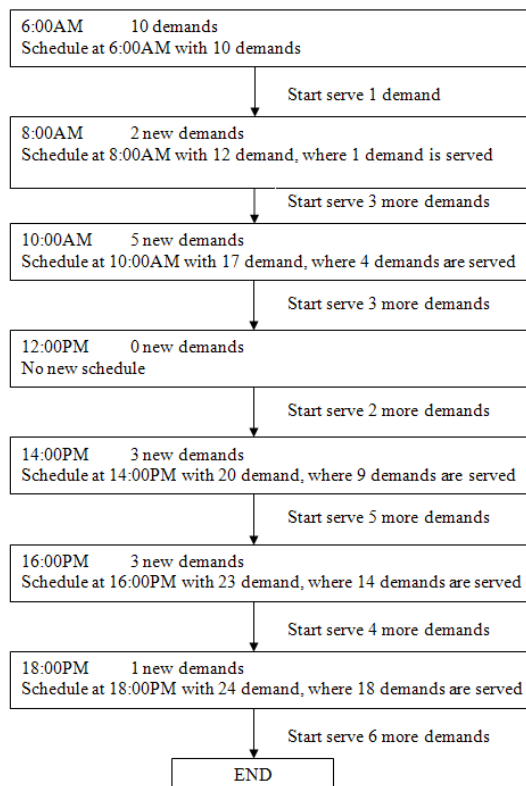 6:00AM 10 demands
Schedule at 6:00AM with 10 demands
Start serve 1 demand
8:00AM 2 new demands
Schedule at 8:00AM with 12 demand, where 1 demand is served
Start serve 3 more demands
10:00AM 5 new demands
Schedule at 10:00AM with 17 demand, where 4 demands are served
Start serve 3 more demands
12:00PM 0 new demands
No new schedule
Start serve 2 more demands
14:00PM 3 new demands
Schedule at 14:00PM with 20 demand, where 9 demands are served
Start serve 5 more demands
16:00PM 3 new demands
Schedule at 16:00PM with 23 demand, where 14 demands are served
Start serve 4 more demands
18:00PM 1 new demands
Schedule at 18:00PM with 24 demand, where 18 demands are served
Start serve 6 more demands
END